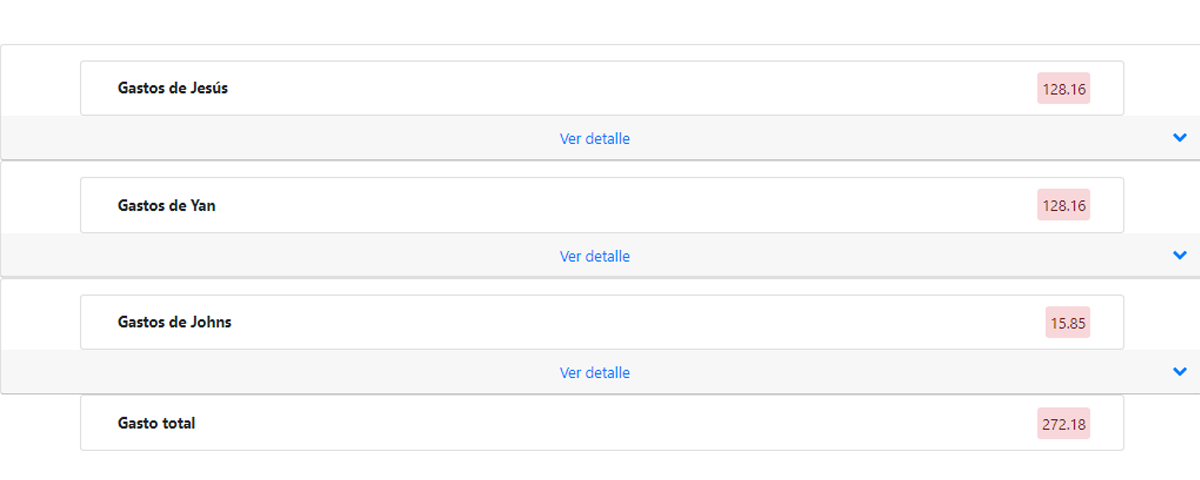 Gastos de Jesús 128.16
Ver detalle
Gastos de Yan 128.16
Ver detalle
Gastos de Johns 15.85
Ver detalle
Gasto total 272.18